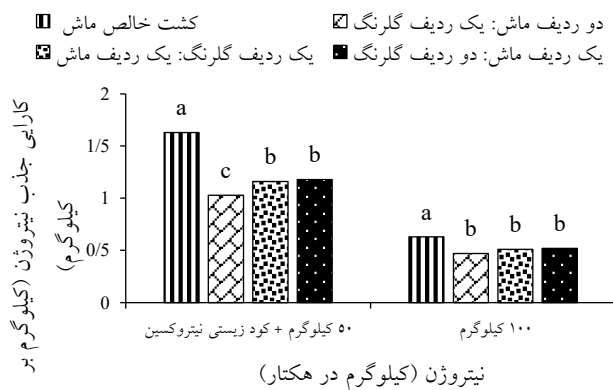 کشت خالص ماش
دو ردیف ماش: یک ردیف گلرنگ
یک ردیف گلرنگ: یک ردیف ماش
یک ردیف ماش: دو ردیف گلرنگ
کارایی جذب نیتروژن (کیلوگرم بر
کیلوگرم)
2
1/5
1
0/5
0
a
c
b
b
a
b
b
b
۵۰ کیلوگرم + کود زیستی نیتروکسین
۱۰۰ کیلوگرم
نیتروژن (کیلوگرم در هکتار)